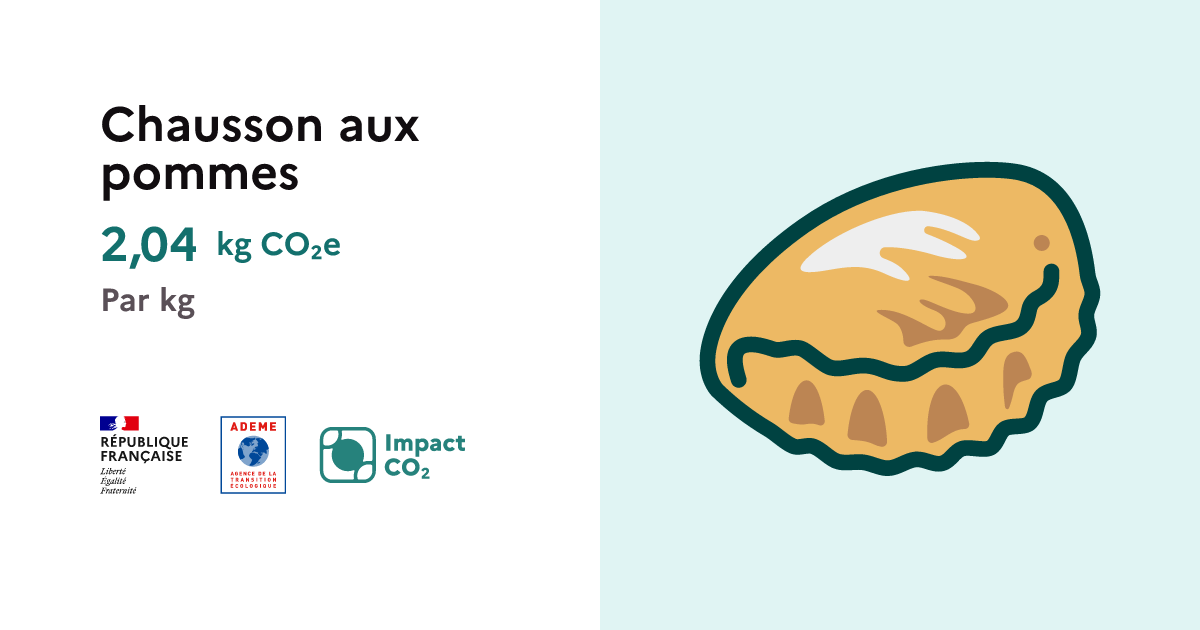 Chausson aux
pommes
2,04 kg CO₂e
Par kg
RÉPUBLIQUE
FRANÇAISE
Liberté
Égalité
Fraternité
ADEME
AGENCE DE LA
TRANSITION
ÉCOLOGIQUE
Impact
CO₂